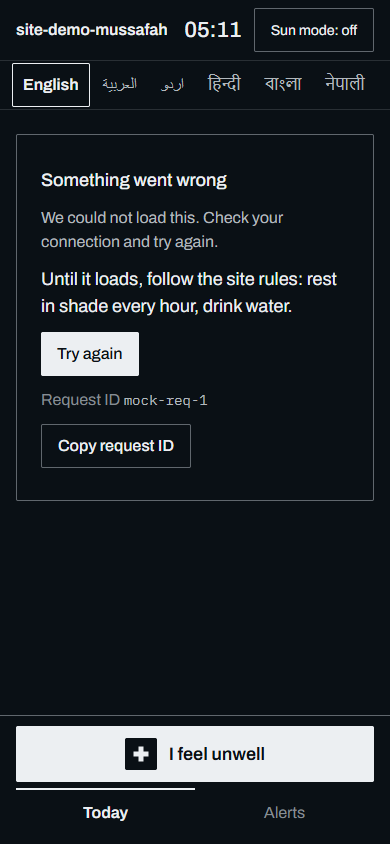 site-demo-mussafah 05:11 Sun mode: off
English العربية اردو हिन्दी বাংলা नेपाली
Something went wrong
We could not load this. Check your
connection and try again.
Until it loads, follow the site rules: rest
in shade every hour, drink water.
Try again
Request ID mock-req-1
Copy request ID
I feel unwell
Today Alerts